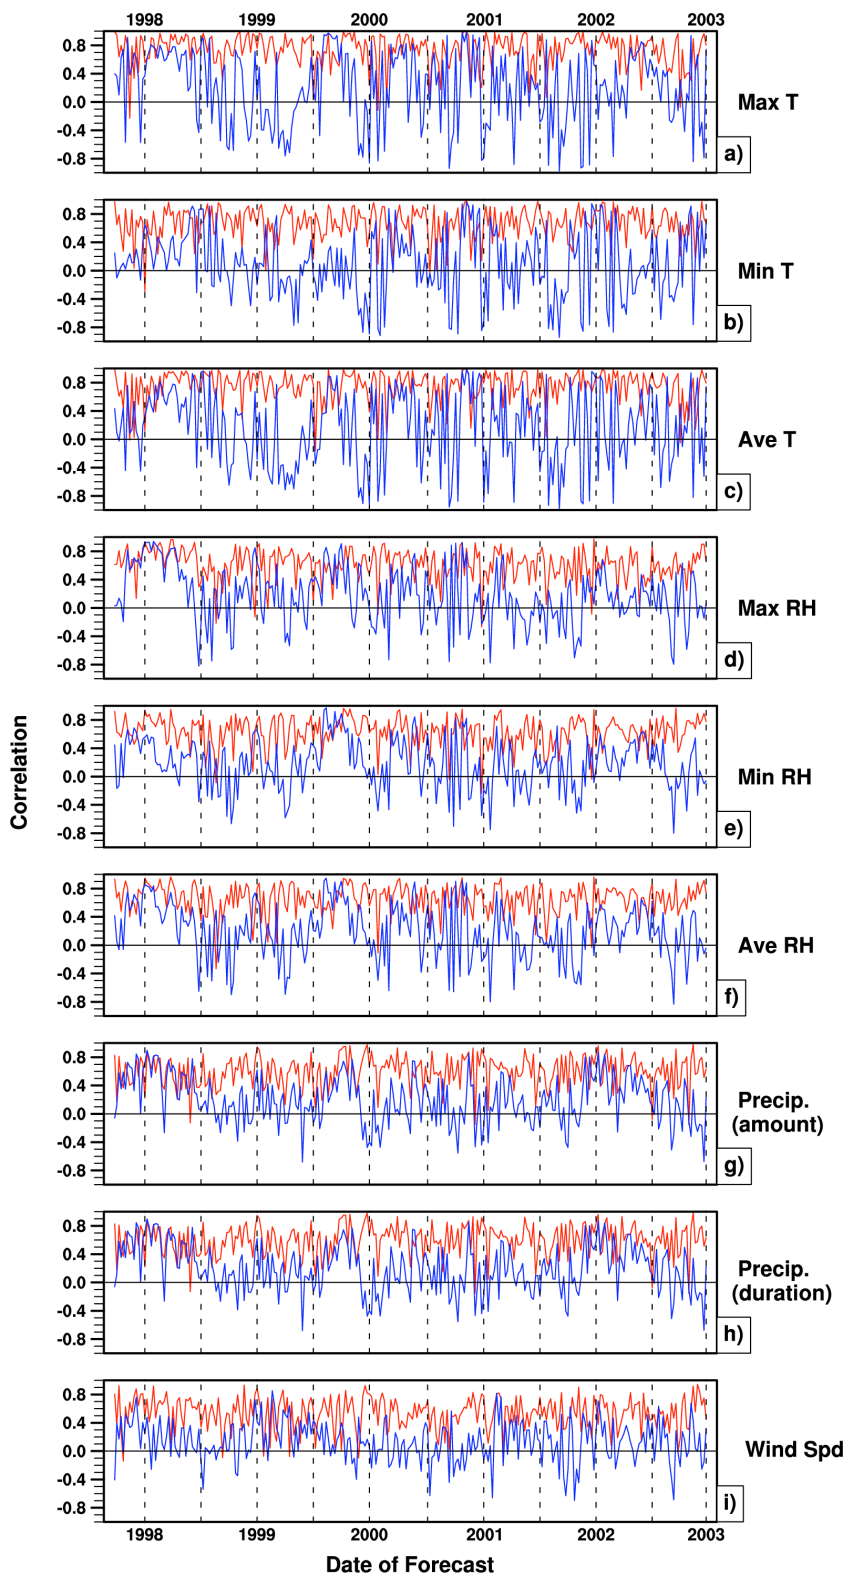 1998 1999 2000 2001 2002 2003
0.8
0.4
0.0
-0.4
-0.8
Max T
a)
0.8
0.4
0.0
-0.4
-0.8
Min T
b)
0.8
0.4
0.0
-0.4
-0.8
Ave T
c)
0.8
0.4
0.0
-0.4
-0.8
Max RH
d)
Correlation
0.8
0.4
0.0
-0.4
-0.8
Min RH
e)
0.8
0.4
0.0
-0.4
-0.8
Ave RH
f)
0.8
0.4
0.0
-0.4
-0.8
Precip.
(amount)
g)
0.8
0.4
0.0
-0.4
-0.8
Precip.
(duration)
h)
0.8
0.4
0.0
-0.4
-0.8
Wind Spd
i)
1998 1999 2000 2001 2002 2003
Date of Forecast